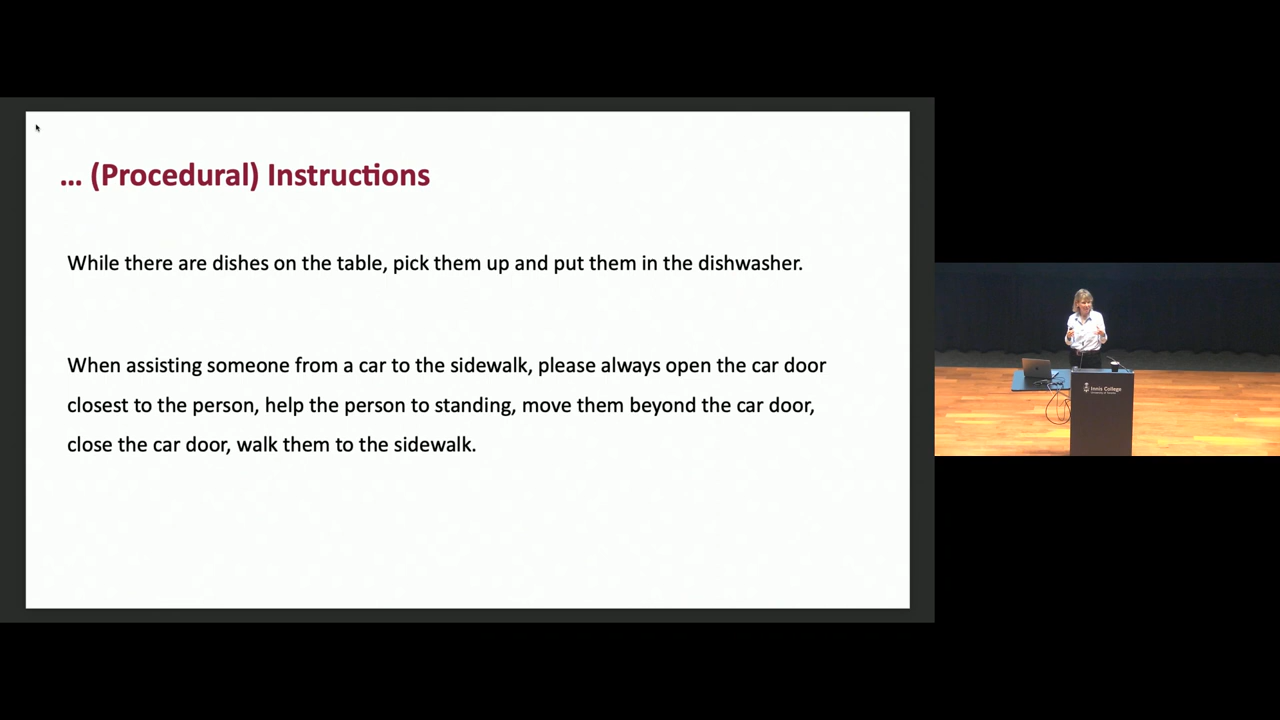 ... (Procedural) Instructions
While there are dishes on the table, pick them up and put them in the dishwasher.
When assisting someone from a car to the sidewalk, please always open the car door
closest to the person, help the person to standing, move them beyond the car door,
close the car door, walk them to the sidewalk.
Innis College